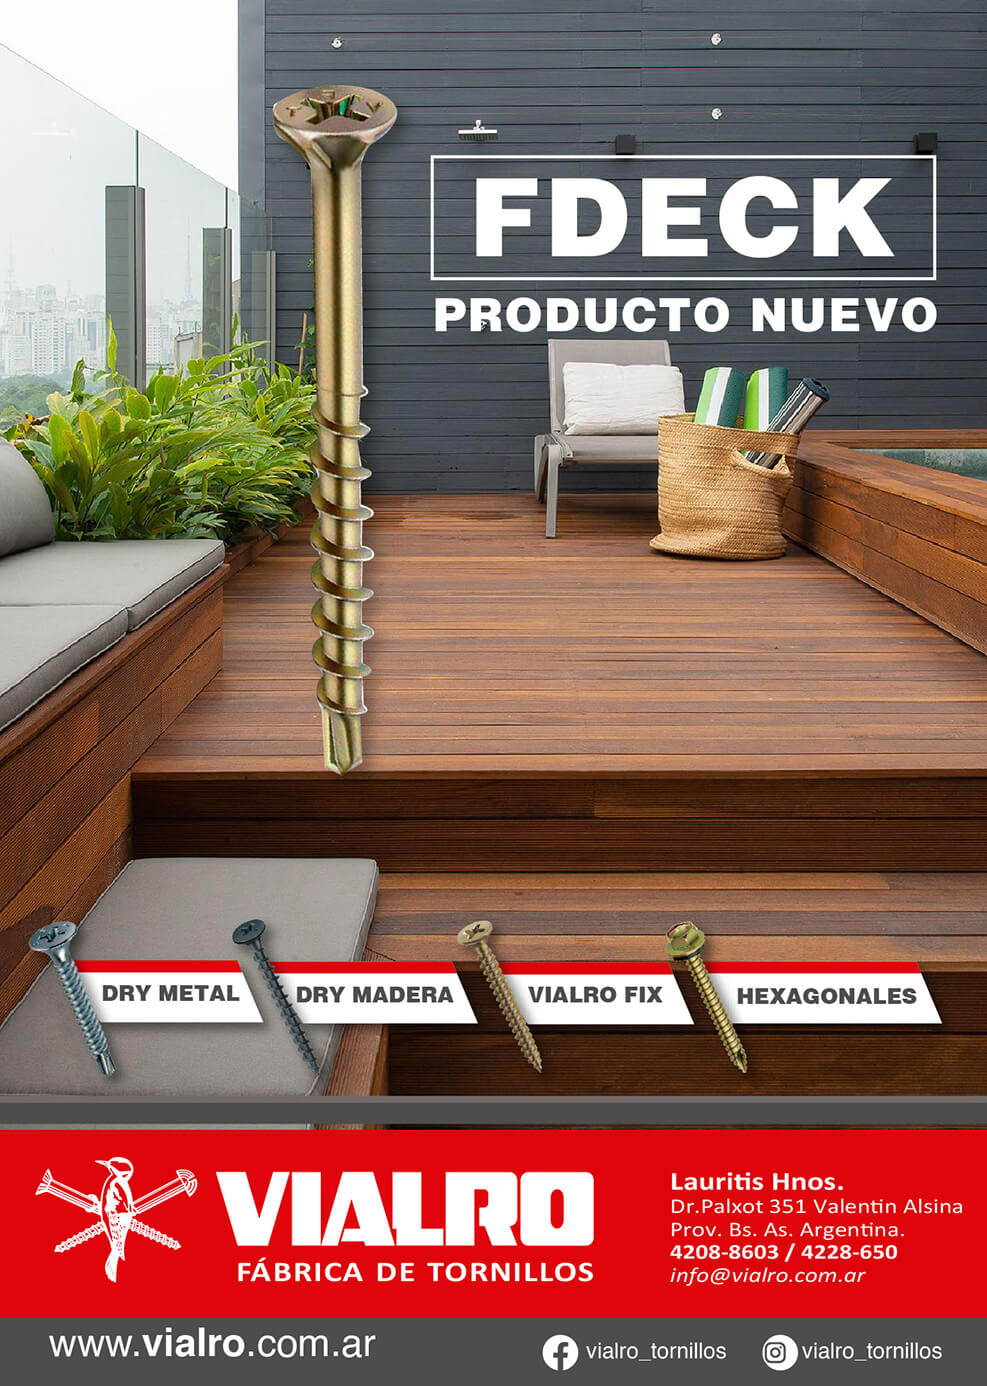 FDECK
PRODUCTO NUEVO
DRY METAL
DRY MADERA
VIALRO FIX
HEXAGONALES
VIALRO
FÁBRICA DE TORNILLOS
Lauritis Hnos.
Dr.Palxot 351 Valentin Alsina
Prov. Bs. As. Argentina.
4208-8603 / 4228-650
info@vialro.com.ar
www.vialro.com.ar
vialro_tornillos
vialro_tornillos